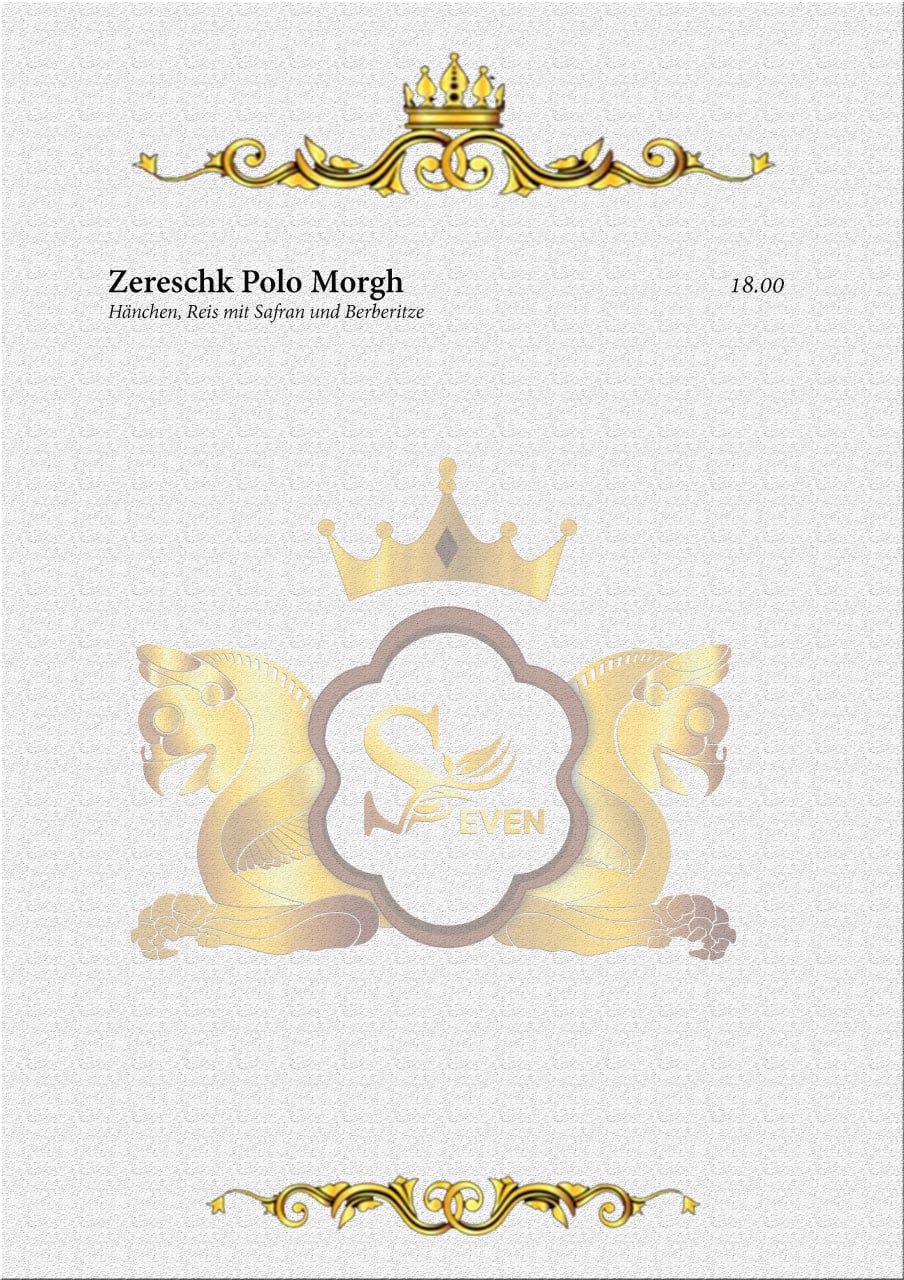 Zereschk Polo Morgh 18.00
Hänchen, Reis mit Safran und Berberitze
SEVEN